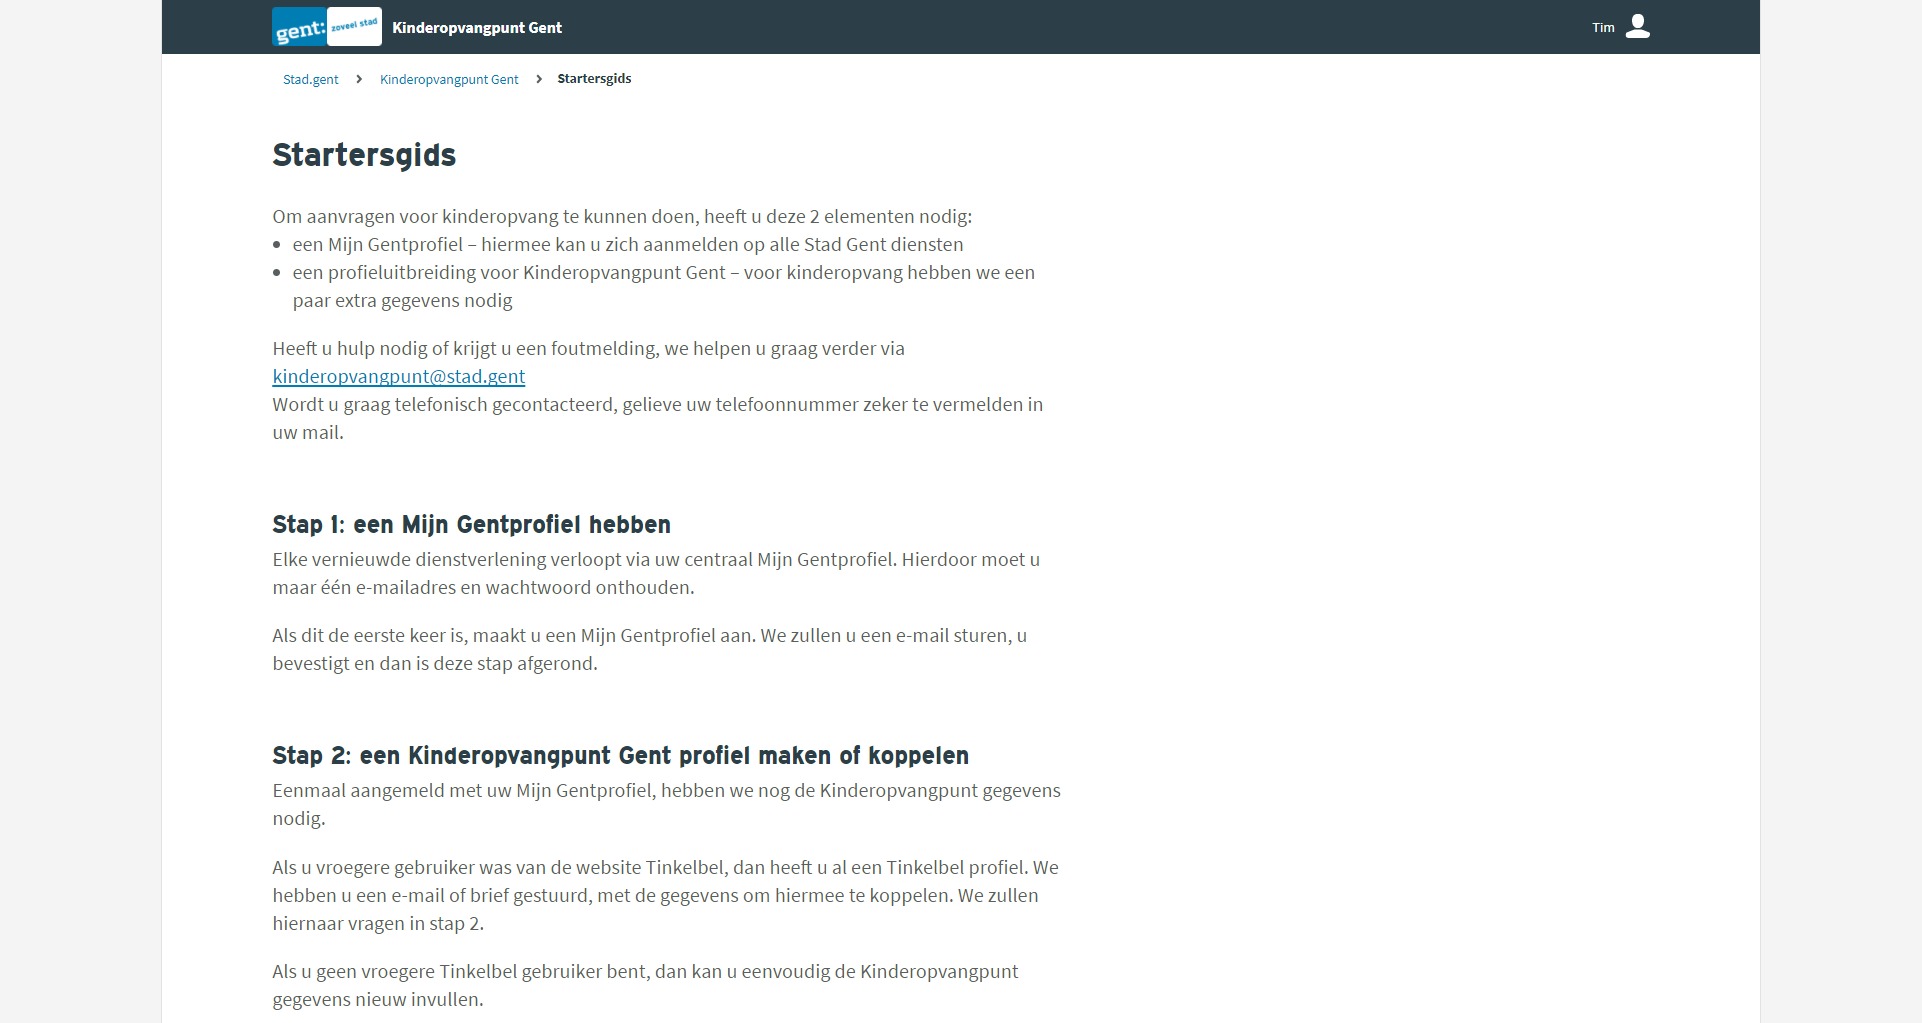 gent: zoveel stad Kinderopvangpunt Gent Tim
Stad.gent > Kinderopvangpunt Gent > Startersgids
Startersgids
Om aanvragen voor kinderopvang te kunnen doen, heeft u deze 2 elementen nodig:
• een Mijn Gentprofiel – hiermee kan u zich aanmelden op alle Stad Gent diensten
• een profieluitbreiding voor Kinderopvangpunt Gent – voor kinderopvang hebben we een
paar extra gegevens nodig
Heeft u hulp nodig of krijgt u een foutmelding, we helpen u graag verder via
kinderopvangpunt@stad.gent
Wordt u graag telefonisch gecontacteerd, gelieve uw telefoonnummer zeker te vermelden in
uw mail.
Stap 1: een Mijn Gentprofiel hebben
Elke vernieuwde dienstverlening verloopt via uw centraal Mijn Gentprofiel. Hierdoor moet u
maar één e-mailadres en wachtwoord onthouden.
Als dit de eerste keer is, maakt u een Mijn Gentprofiel aan. We zullen u een e-mail sturen, u
bevestigt en dan is deze stap afgerond.
Stap 2: een Kinderopvangpunt Gent profiel maken of koppelen
Eenmaal aangemeld met uw Mijn Gentprofiel, hebben we nog de Kinderopvangpunt gegevens
nodig.
Als u vroegere gebruiker was van de website Tinkelbel, dan heeft u al een Tinkelbel profiel. We
hebben u een e-mail of brief gestuurd, met de gegevens om hiermee te koppelen. We zullen
hiernaar vragen in stap 2.
Als u geen vroegere Tinkelbel gebruiker bent, dan kan u eenvoudig de Kinderopvangpunt
gegevens nieuw invullen.